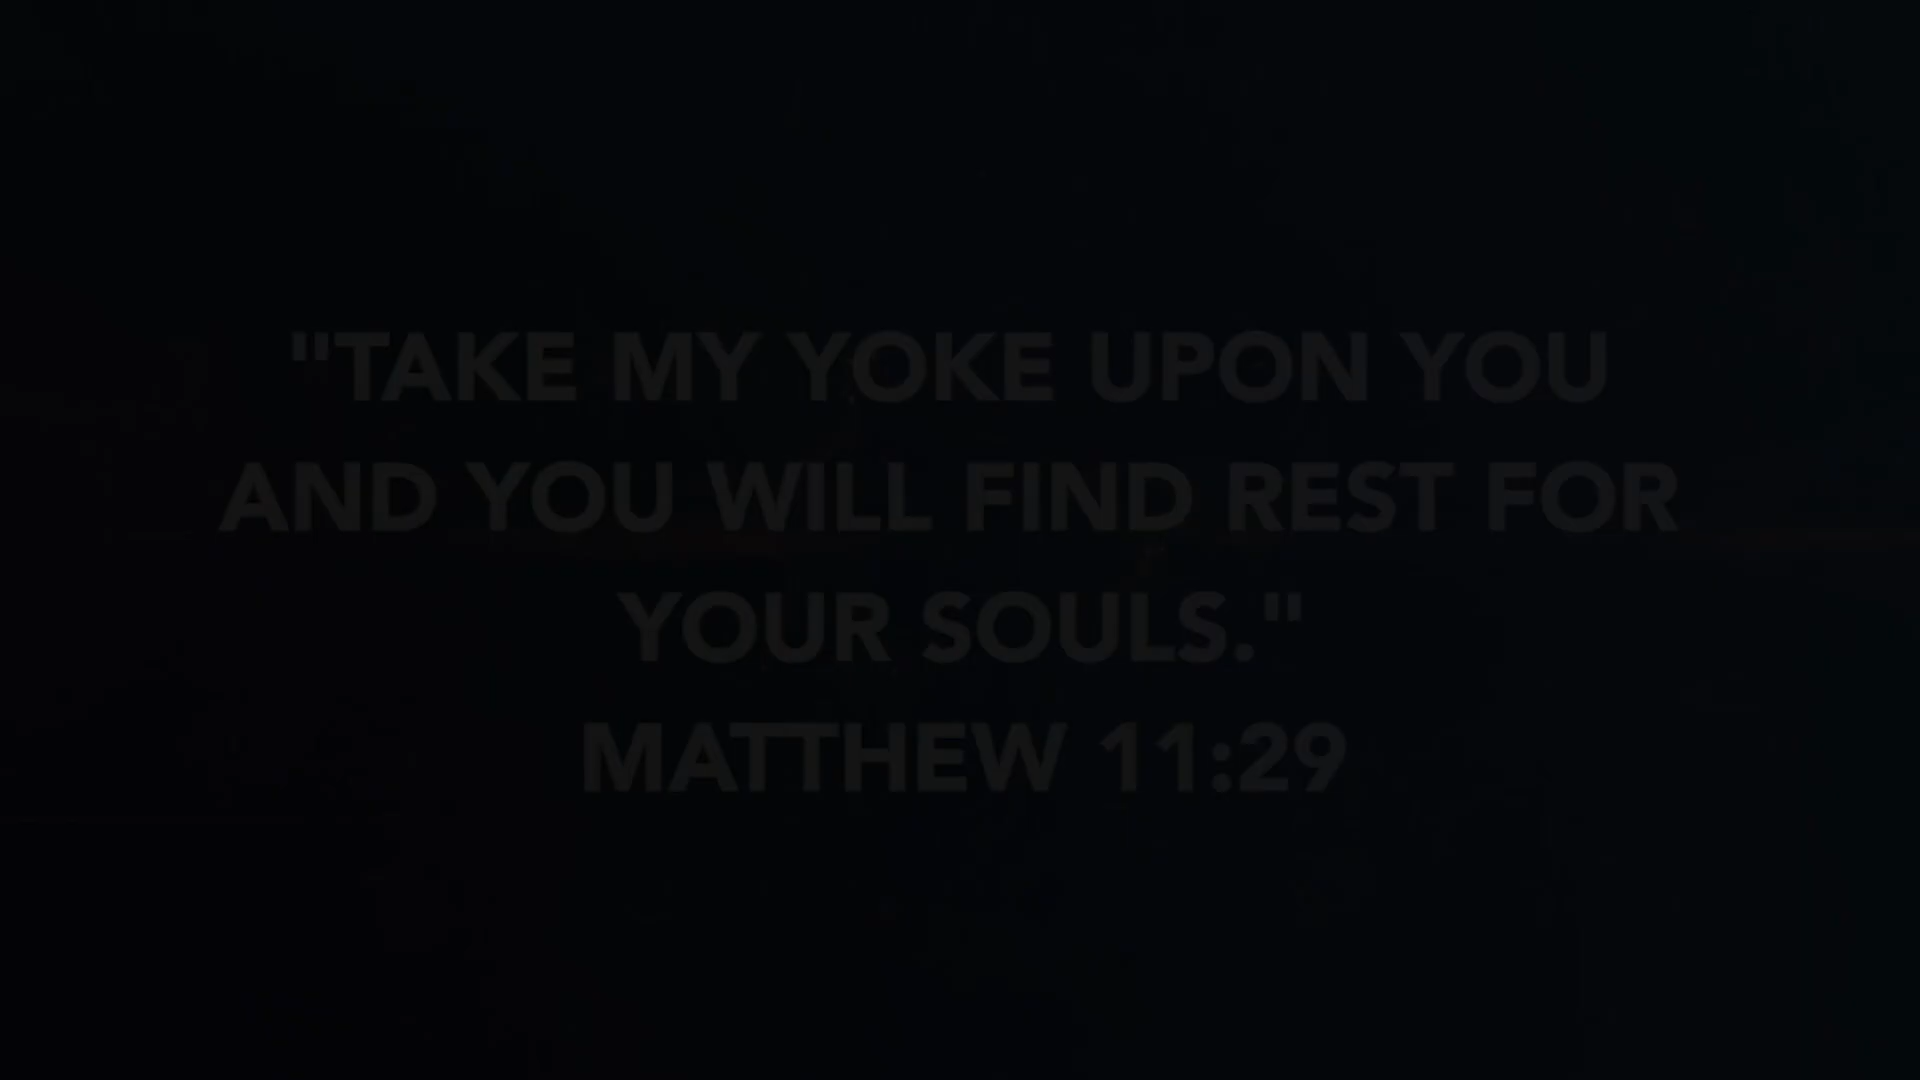 "TAKE MY YOKE UPON YOU
AND YOU WILL FIND REST FOR
YOUR SOULS."
MATTHEW 11:29